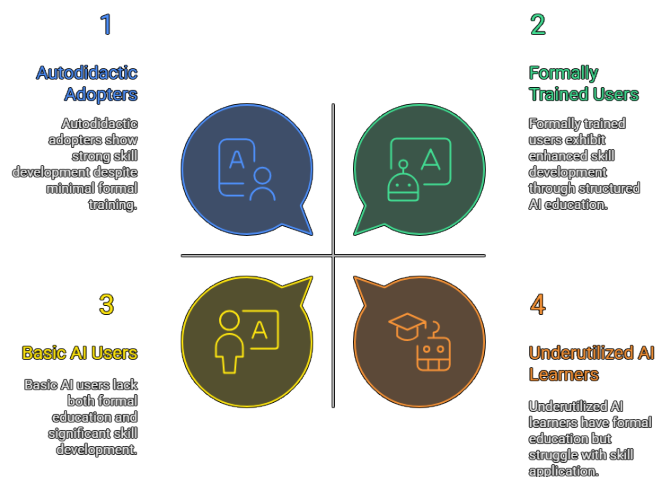 1
Autodidactic
Adopters
Autodidactic
adopters show
strong skill
development despite
minimal formal
training.
A
2
Formally
Trained Users
Formally trained
users exhibit
enhanced skill
development
through structured
AI education.
A
3
Basic AI Users
Basic AI users lack
both formal
education and
significant skill
development.
A
4
Underutilized AI
Learners
Underutilized AI
learners have formal
education but
struggle with skill
application.